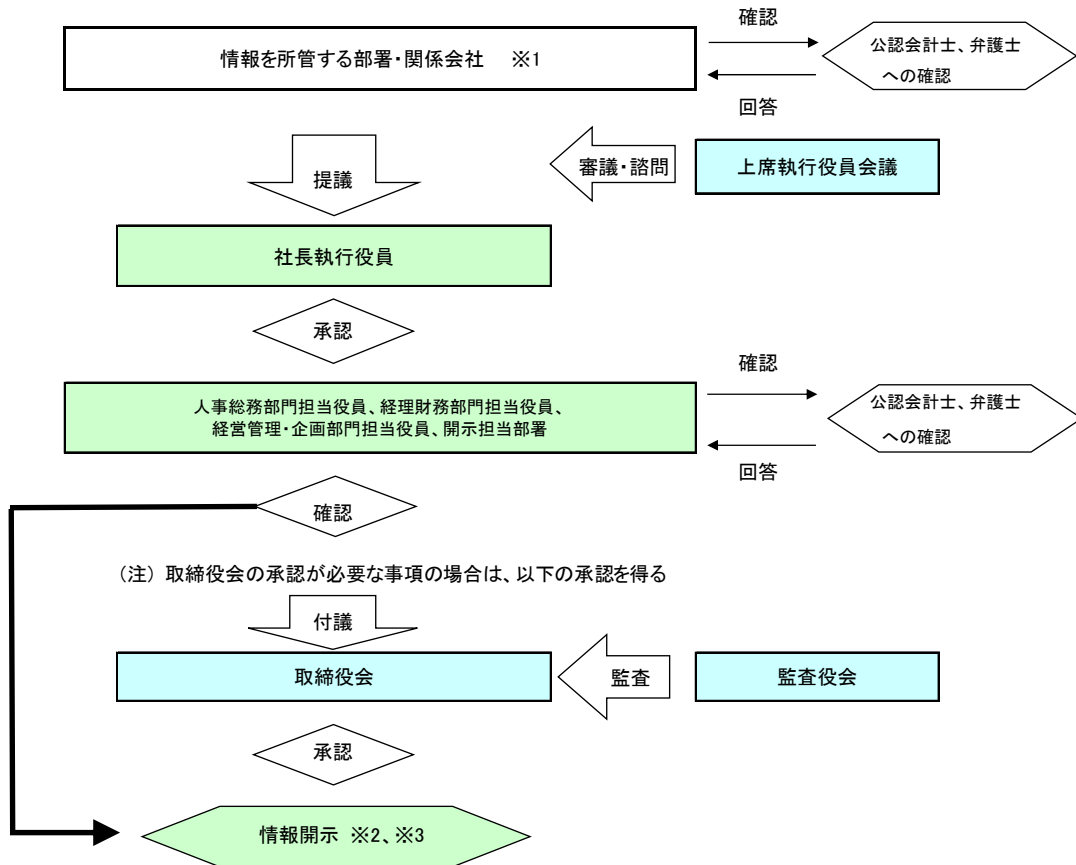 確認
情報を所管する部署・関係会社 ※1
公認会計士、弁護士
への確認
回答
審議・諮問
上席執行役員会議
提議
社長執行役員
承認
確認
人事総務部門担当役員、経理財務部門担当役員、
経営管理・企画部門担当役員、開示担当部署
公認会計士、弁護士
への確認
回答
確認
(注) 取締役会の承認が必要な事項の場合は、以下の承認を得る
付議
取締役会
監査
監査役会
承認
情報開示 ※2、※3